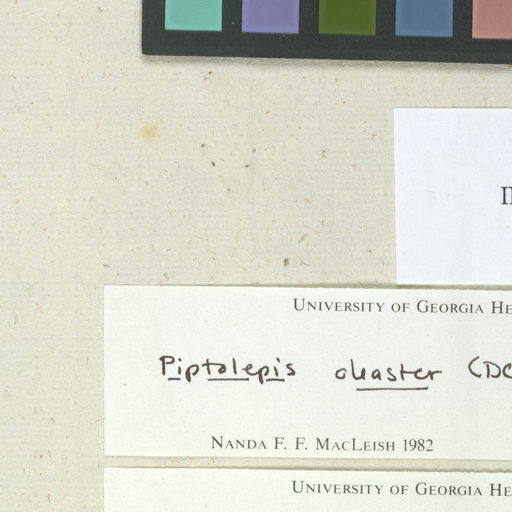 UNIVERSITY OF GEORGIA HE
Piptolepis oleaster (DC
NANDA F. F. MACLEISH 1982
UNIVERSITY OF GEORGIA HE